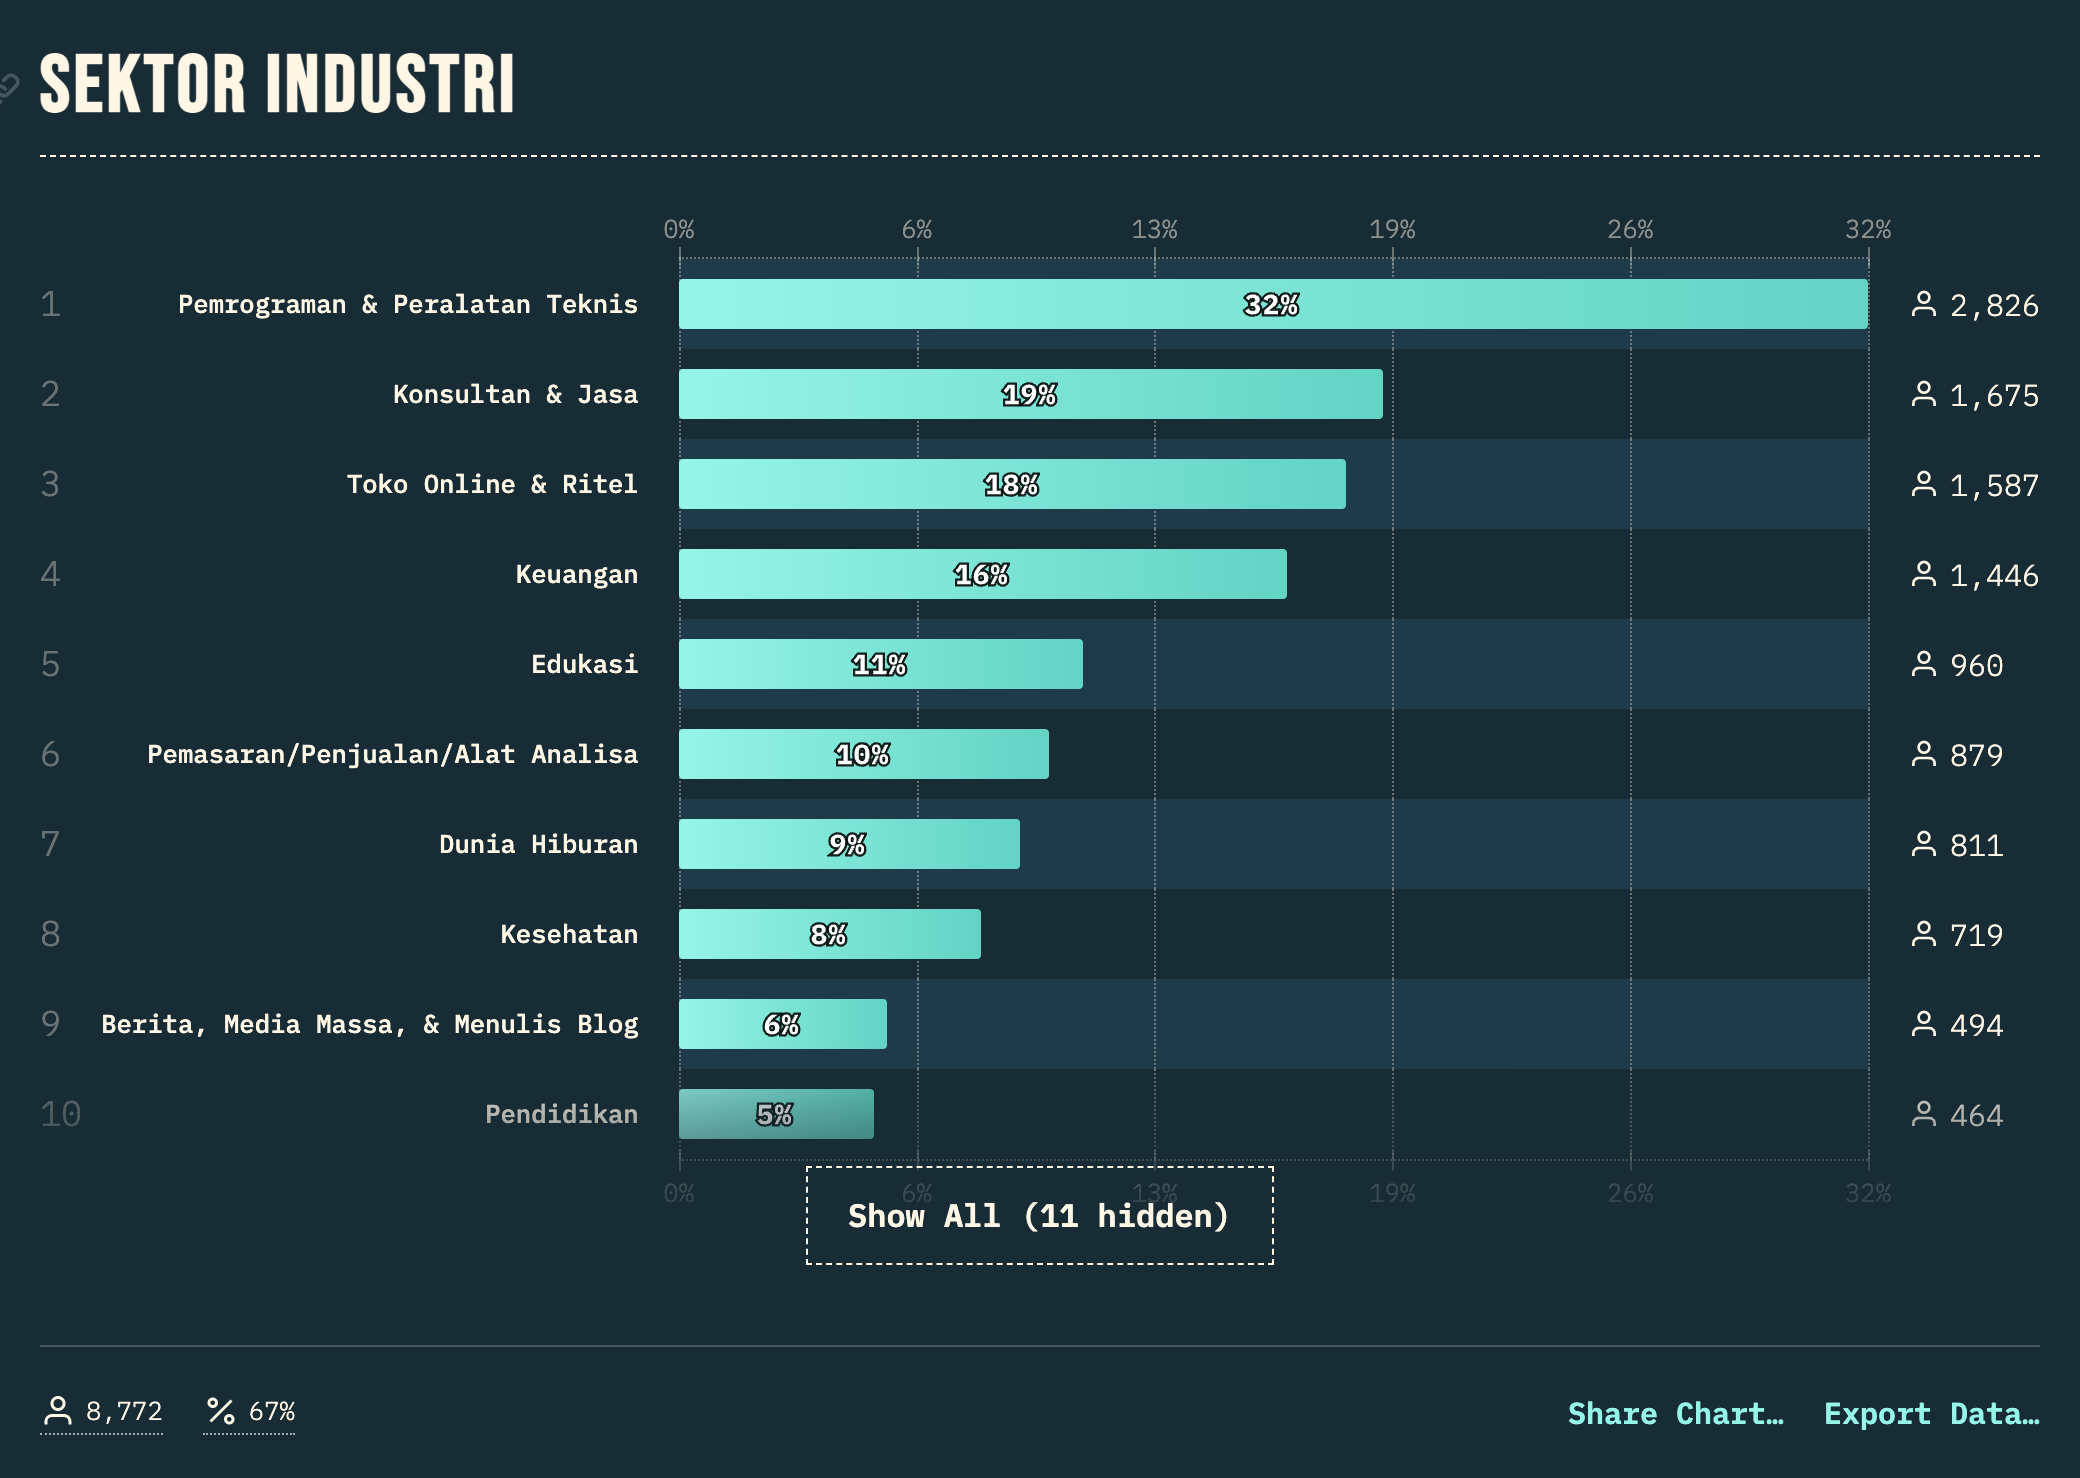 SEKTOR INDUSTRI
0% 6% 13% 19% 26% 32%
1 Pemrograman & Peralatan Teknis 32% 2,826
2 Konsultan & Jasa 19% 1,675
3 Toko Online & Ritel 18% 1,587
4 Keuangan 16% 1,446
5 Edukasi 11% 960
6 Pemasaran/Penjualan/Alat Analisa 10% 879
7 Dunia Hiburan 9% 811
8 Kesehatan 8% 719
9 Berita, Media Massa, & Menulis Blog 6% 494
10 Pendidikan 5% 464
0% 6% 13% 19% 26% 32%
Show All (11 hidden)
8,772 67% Share Chart… Export Data…